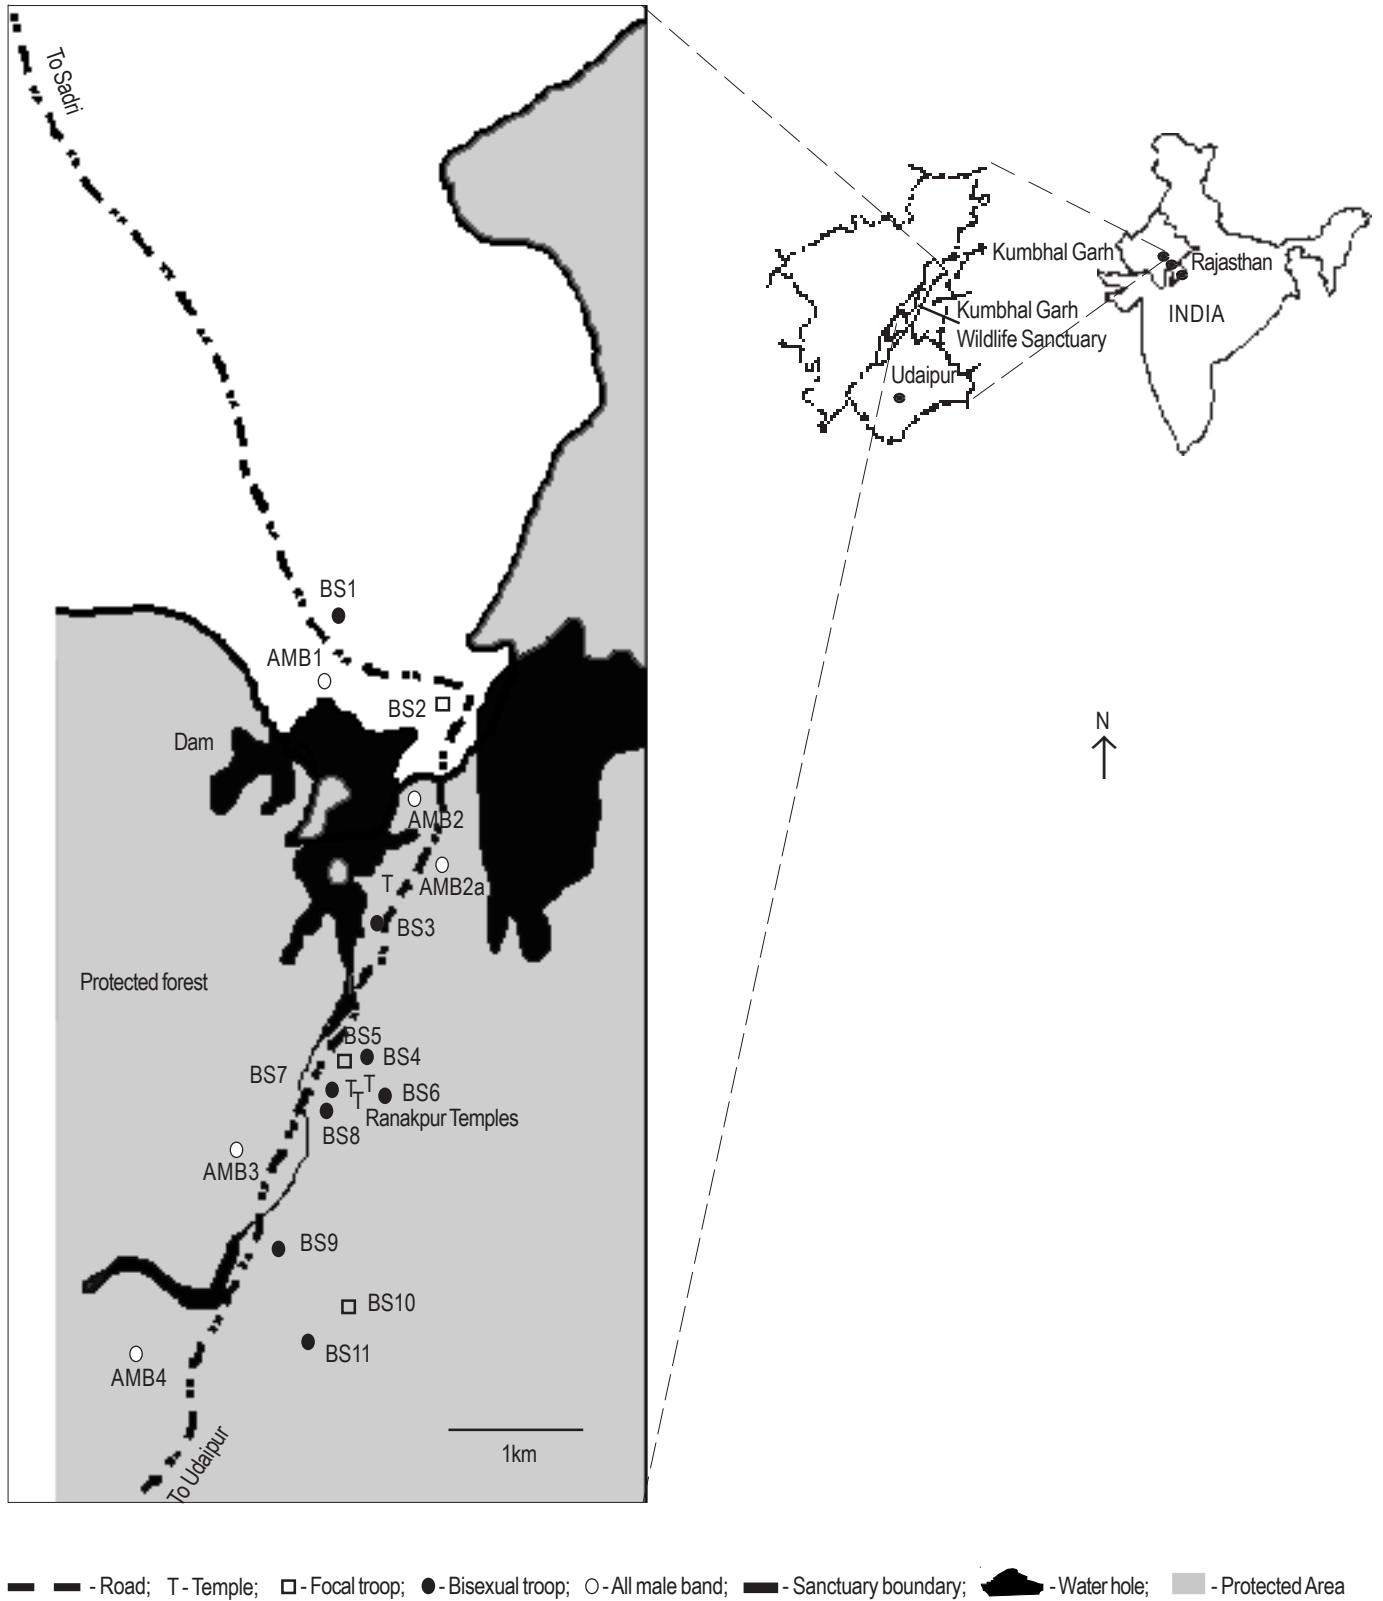 To Sadri
Kumbhal Garh
Rajasthan
Kumbhal Garh
Wildlife Sanctuary
INDIA
Udaipur
BS1
AMB1
BS2
N
Dam
AMB2
T
AMB2a
BS3
Protected forest
BS5
BS4
BS7
T T
T
BS6
Ranakpur Temples
BS8
AMB3
BS9
BS10
BS11
AMB4
1km
To Udaipur
- Road; T - Temple; - Focal troop; - Bisexual troop; - All male band; - Sanctuary boundary; - Water hole; - Protected Area